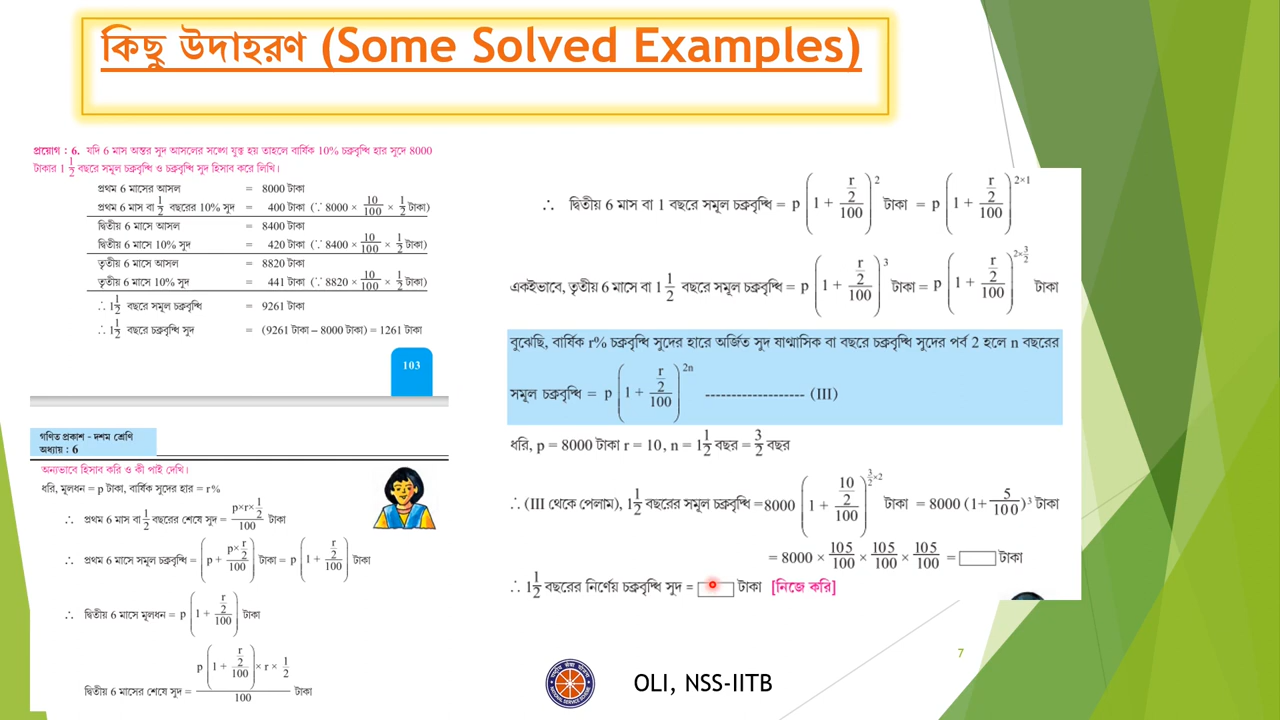 কিছু উদাহরণ (Some Solved Examples)
প্রয়োগ : 6. যদি 6 মাস অন্তর সুদ আসলের সঙ্গে যুক্ত হয় তাহলে বার্ষিক 10% চক্রবৃদ্ধি হার সুদে 8000
টাকার 1 1/2 বছরে সমূল চক্রবৃদ্ধি ও চক্রবৃদ্ধি সুদ হিসাব করে লিখি।
প্রথম 6 মাসের আসল = 8000 টাকা
প্রথম 6 মাস বা 1/2 বছরের 10% সুদ = 400 টাকা (∵ 8000 × 10/100 × 1/2 টাকা)
দ্বিতীয় 6 মাসে আসল = 8400 টাকা
দ্বিতীয় 6 মাসে 10% সুদ = 420 টাকা (∵ 8400 × 10/100 × 1/2 টাকা)
তৃতীয় 6 মাসে আসল = 8820 টাকা
তৃতীয় 6 মাসে 10% সুদ = 441 টাকা (∵ 8820 × 10/100 × 1/2 টাকা)
∴ 1 1/2 বছরে সমূল চক্রবৃদ্ধি = 9261 টাকা
∴ 1 1/2 বছরে চক্রবৃদ্ধি সুদ = (9261 টাকা – 8000 টাকা) = 1261 টাকা
103
গণিত প্রকাশ - দশম শ্রেণি
অধ্যায় : 6
অন্যভাবে হিসাব করি ও কী পাই দেখি।
ধরি, মূলধন = p টাকা, বার্ষিক সুদের হার = r%
∴ প্রথম 6 মাস বা 1/2 বছরের শেষে সুদ = (p×r×1/2)/100 টাকা
∴ প্রথম 6 মাসে সমূল চক্রবৃদ্ধি = (p + (p×r/2)/100) টাকা = p (1 + (r/2)/100) টাকা
∴ দ্বিতীয় 6 মাসে মূলধন = p (1 + (r/2)/100) টাকা
দ্বিতীয় 6 মাসের শেষে সুদ = (p (1 + (r/2)/100) × r × 1/2)/100 টাকা
∴ দ্বিতীয় 6 মাস বা 1 বছরে সমূল চক্রবৃদ্ধি = p (1 + (r/2)/100)^2 টাকা = p (1 + (r/2)/100)^(2×1)
একইভাবে, তৃতীয় 6 মাসে বা 1 1/2 বছরে সমূল চক্রবৃদ্ধি = p (1 + (r/2)/100)^3 টাকা = p (1 + (r/2)/100)^(2×3/2) টাকা
বুঝেছি, বার্ষিক r% চক্রবৃদ্ধি সুদের হারে অর্জিত সুদ ষাণ্মাসিক বা বছরে চক্রবৃদ্ধি সুদের পর্ব 2 হলে n বছরের
সমূল চক্রবৃদ্ধি = p (1 + (r/2)/100)^2n ------------------- (III)
ধরি, p = 8000 টাকা r = 10, n = 1 1/2 বছর = 3/2 বছর
∴ (III থেকে পেলাম), 1 1/2 বছরের সমূল চক্রবৃদ্ধি = 8000 (1 + (10/2)/100)^(3/2×2) টাকা = 8000 (1+ 5/100)^3 টাকা
= 8000 × 105/100 × 105/100 × 105/100 = □ টাকা
∴ 1 1/2 বছরের নির্ণেয় চক্রবৃদ্ধি সুদ = □ টাকা [নিজে করি]
7
OLI, NSS-IITB